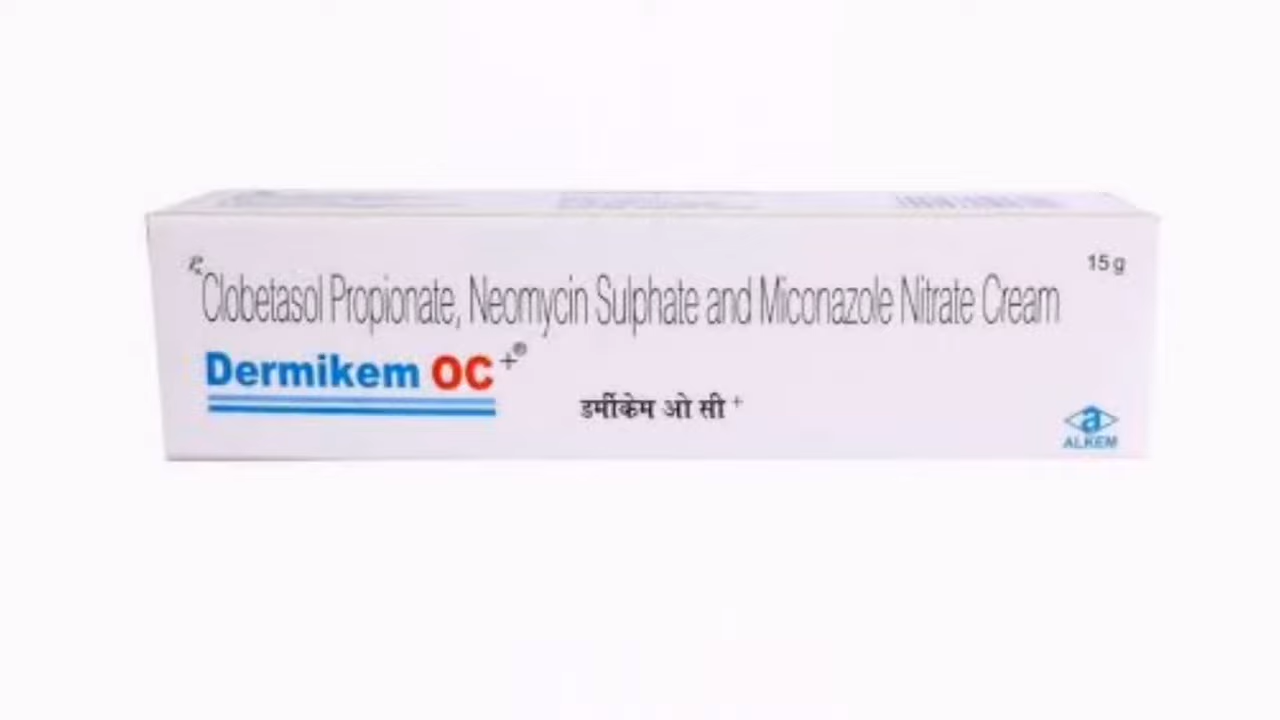 ℞ Clobetasol Propionate, Neomycin Sulphate and Miconazole Nitrate Cream
15 g
Dermikem OC+®
डर्मीकेम ओ सी+
a
ALKEM